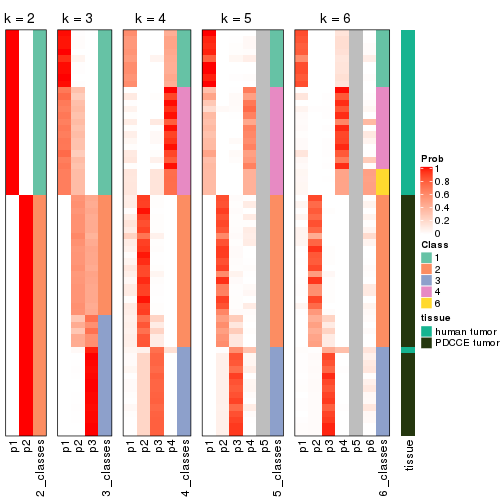 k = 2
k = 3
k = 4
k = 5
k = 6
p1
p2
2_classes
p1
p2
p3
3_classes
p1
p2
p3
p4
4_classes
p1
p2
p3
p4
p5
5_classes
p1
p2
p3
p4
p5
p6
6_classes
tissue
Prob
1
0.8
0.6
0.4
0.2
0
Class
1
2
3
4
6
tissue
human tumor
PDCCE tumor